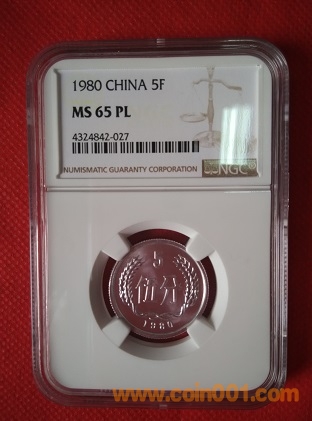 1980 CHINA 5F
MS 65 PL
4324842-027
NUMISMATIC GUARANTY CORPORATION
NGC
5
伍分
1980
www.coin001.com